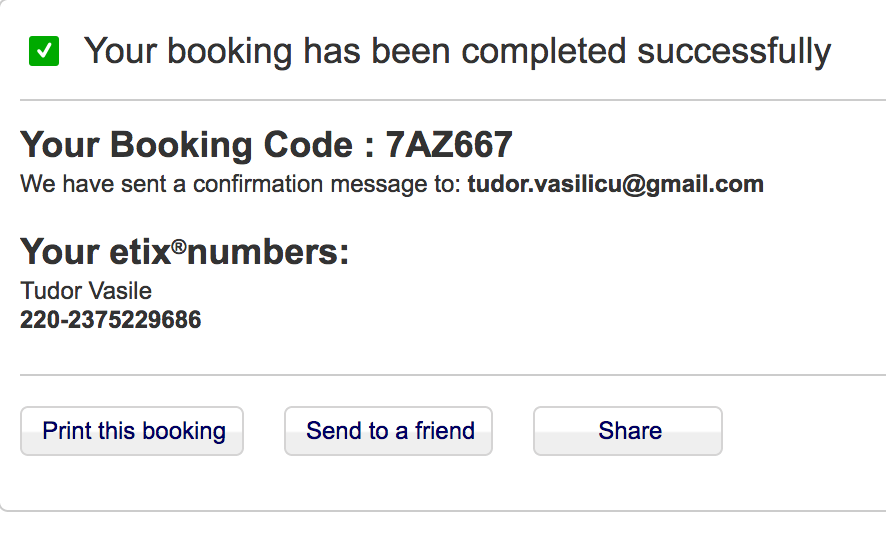 Your booking has been completed successfully
Your Booking Code : 7AZ667
We have sent a confirmation message to: tudor.vasilicu@gmail.com
Your etix®numbers:
Tudor Vasile
220-2375229686
Print this booking
Send to a friend
Share